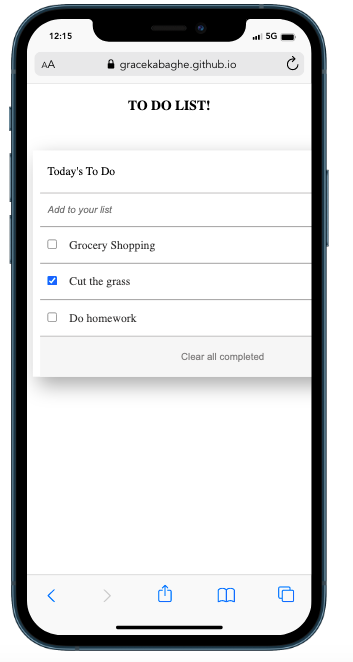 12:15
5G
AA
gracekabaghe.github.io
TO DO LIST!
Today's To Do
Add to your list
Grocery Shopping
Cut the grass
Do homework
Clear all completed